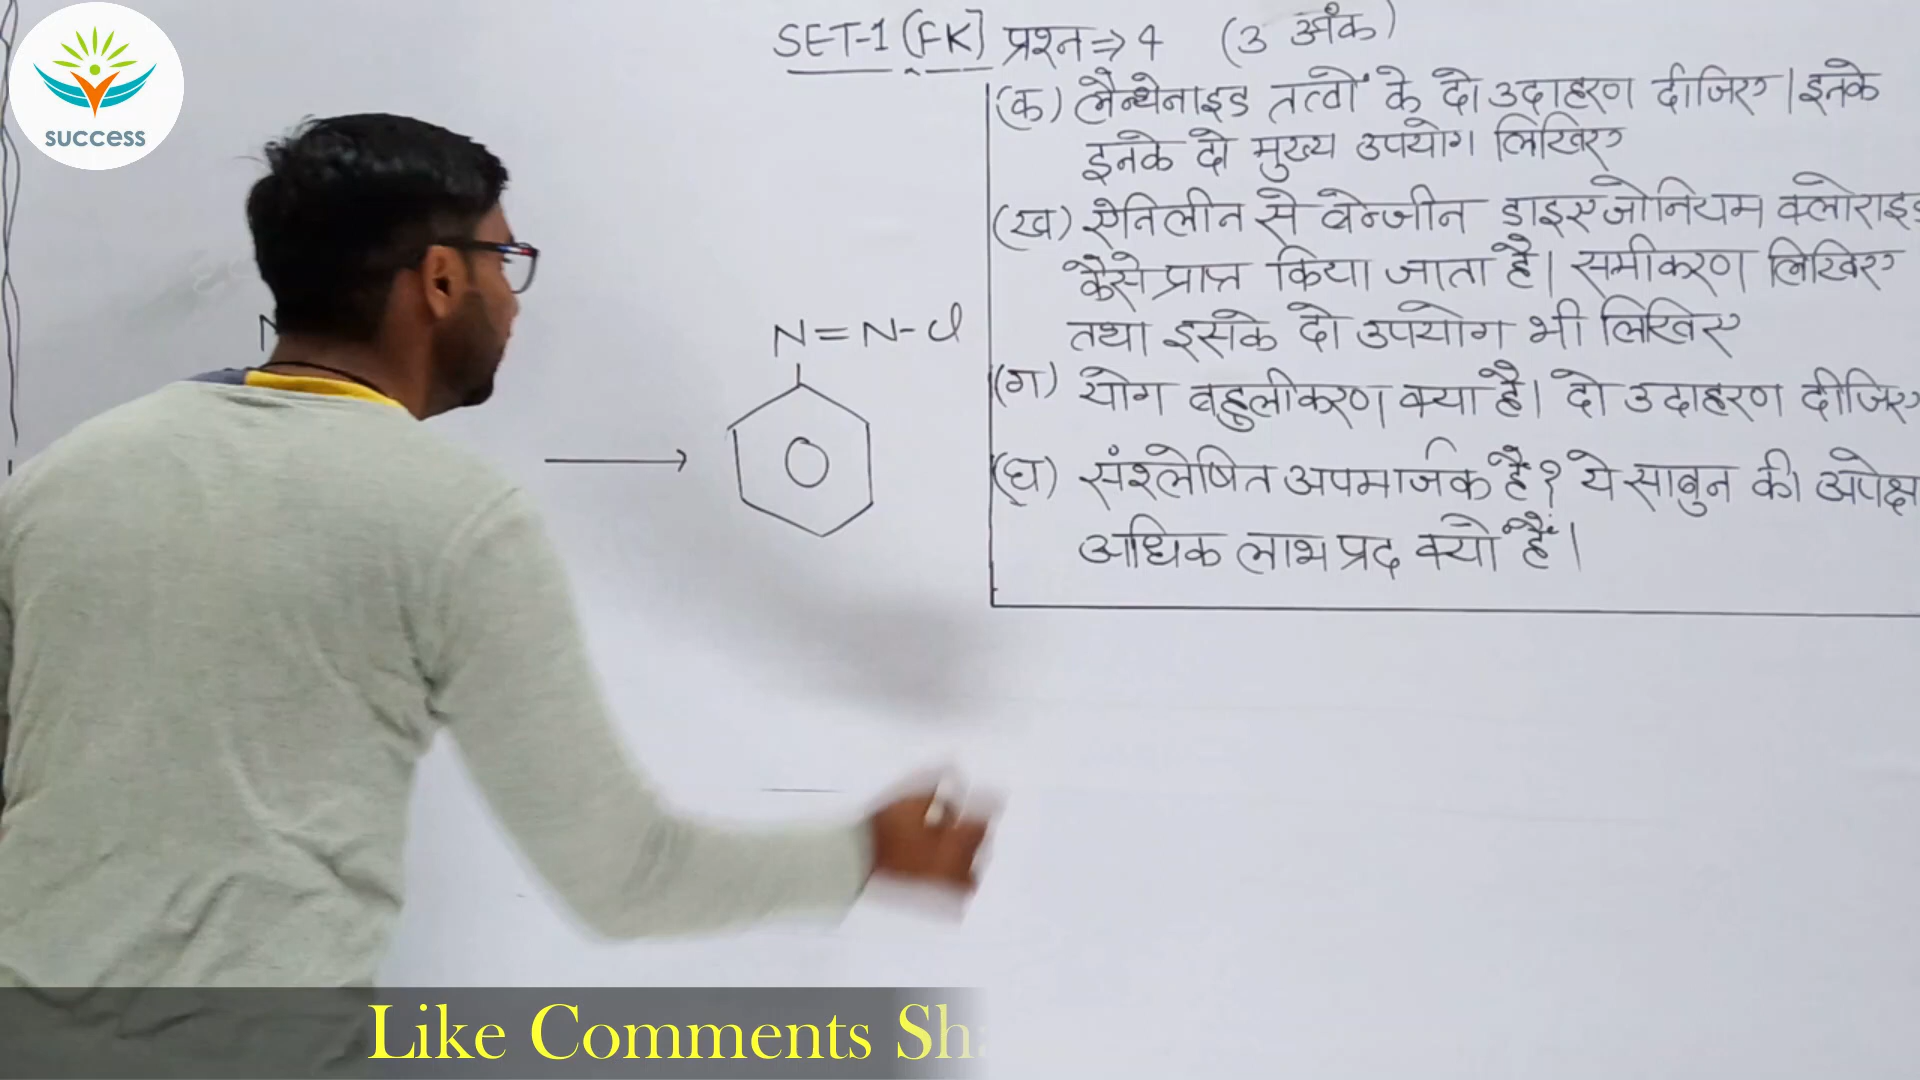 success
SET-1 (FK] प्रश्न ⇒ 4 (3 अंक)
(क) लैन्थेनाइड तत्वों के दो उदाहरण दीजिए। इनके
इनके दो मुख्य उपयोग लिखिए
(ख) ऐनिलीन से बेन्जीन डाइएजोनियम क्लोराइड
कैसे प्राप्त किया जाता है। समीकरण लिखिए
तथा इसके दो उपयोग भी लिखिए
(ग) योग बहुलीकरण क्या है। दो उदाहरण दीजिए
(घ) संश्लेषित अपमार्जक है? ये साबुन की अपेक्षा
अधिक लाभप्रद क्यों हैं।
N
N=N-Cl
Like Comments Sh